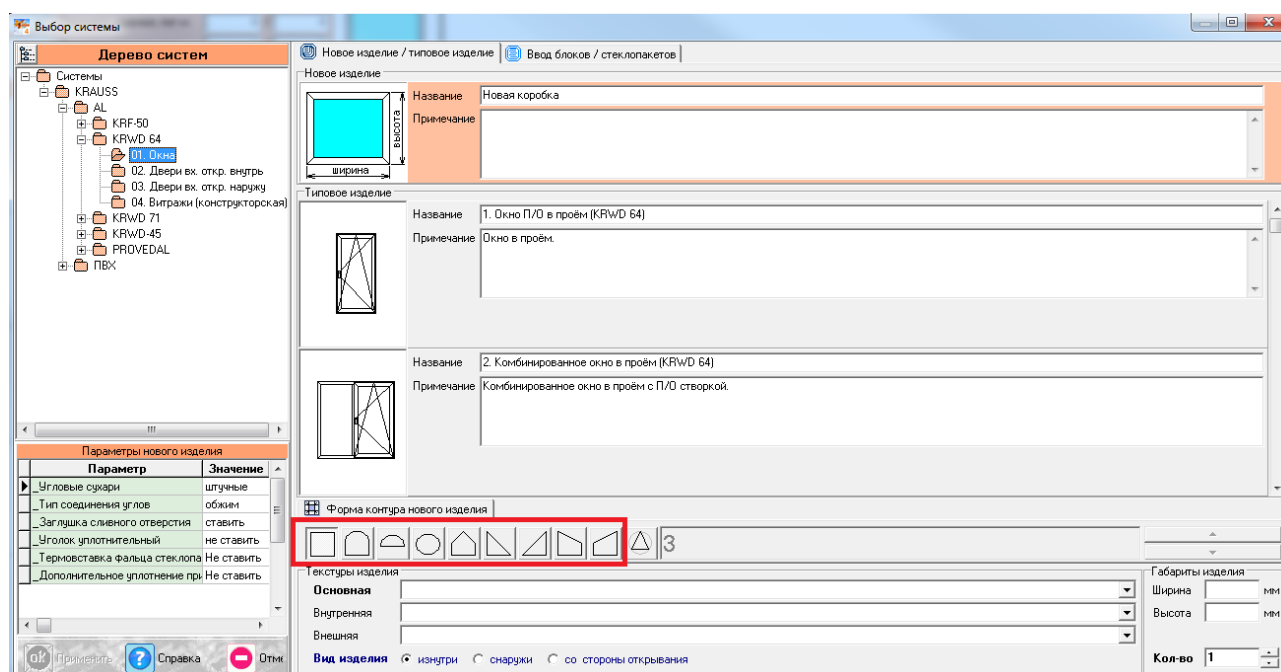 Выбор системы
Дерево систем
Системы
KRAUSS
AL
KRF-50
KRWD 64
01. Окна
02. Двери вх. откр. внутрь
03. Двери вх. откр. наружу
04. Витражи (конструкторская)
KRWD 71
KRWD-45
PROVEDAL
ПВХ
Параметры нового изделия
Параметр Значение
_Угловые сухари штучные
_Тип соединения углов обжим
_Заглушка сливного отверстия ставить
_Уголок уплотнительный не ставить
_Термовставка фальца стеклопа Не ставить
_Дополнительное уплотнение при Не ставить
ok Применить ? Справка Отме
Новое изделие / типовое изделие Ввод блоков / стеклопакетов
Новое изделие
высота
ширина
Название Новая коробка
Примечание
Типовое изделие
Название 1. Окно П/О в проём (KRWD 64)
Примечание Окно в проём.
Название 2. Комбинированное окно в проём (KRWD 64)
Примечание Комбинированное окно в проём с П/О створкой.
Форма контура нового изделия
3
Текстуры изделия
Основная
Внутренняя
Внешняя
Вид изделия изнутри снаружи со стороны открывания
Габариты изделия
Ширина мм
Высота мм
Кол-во 1